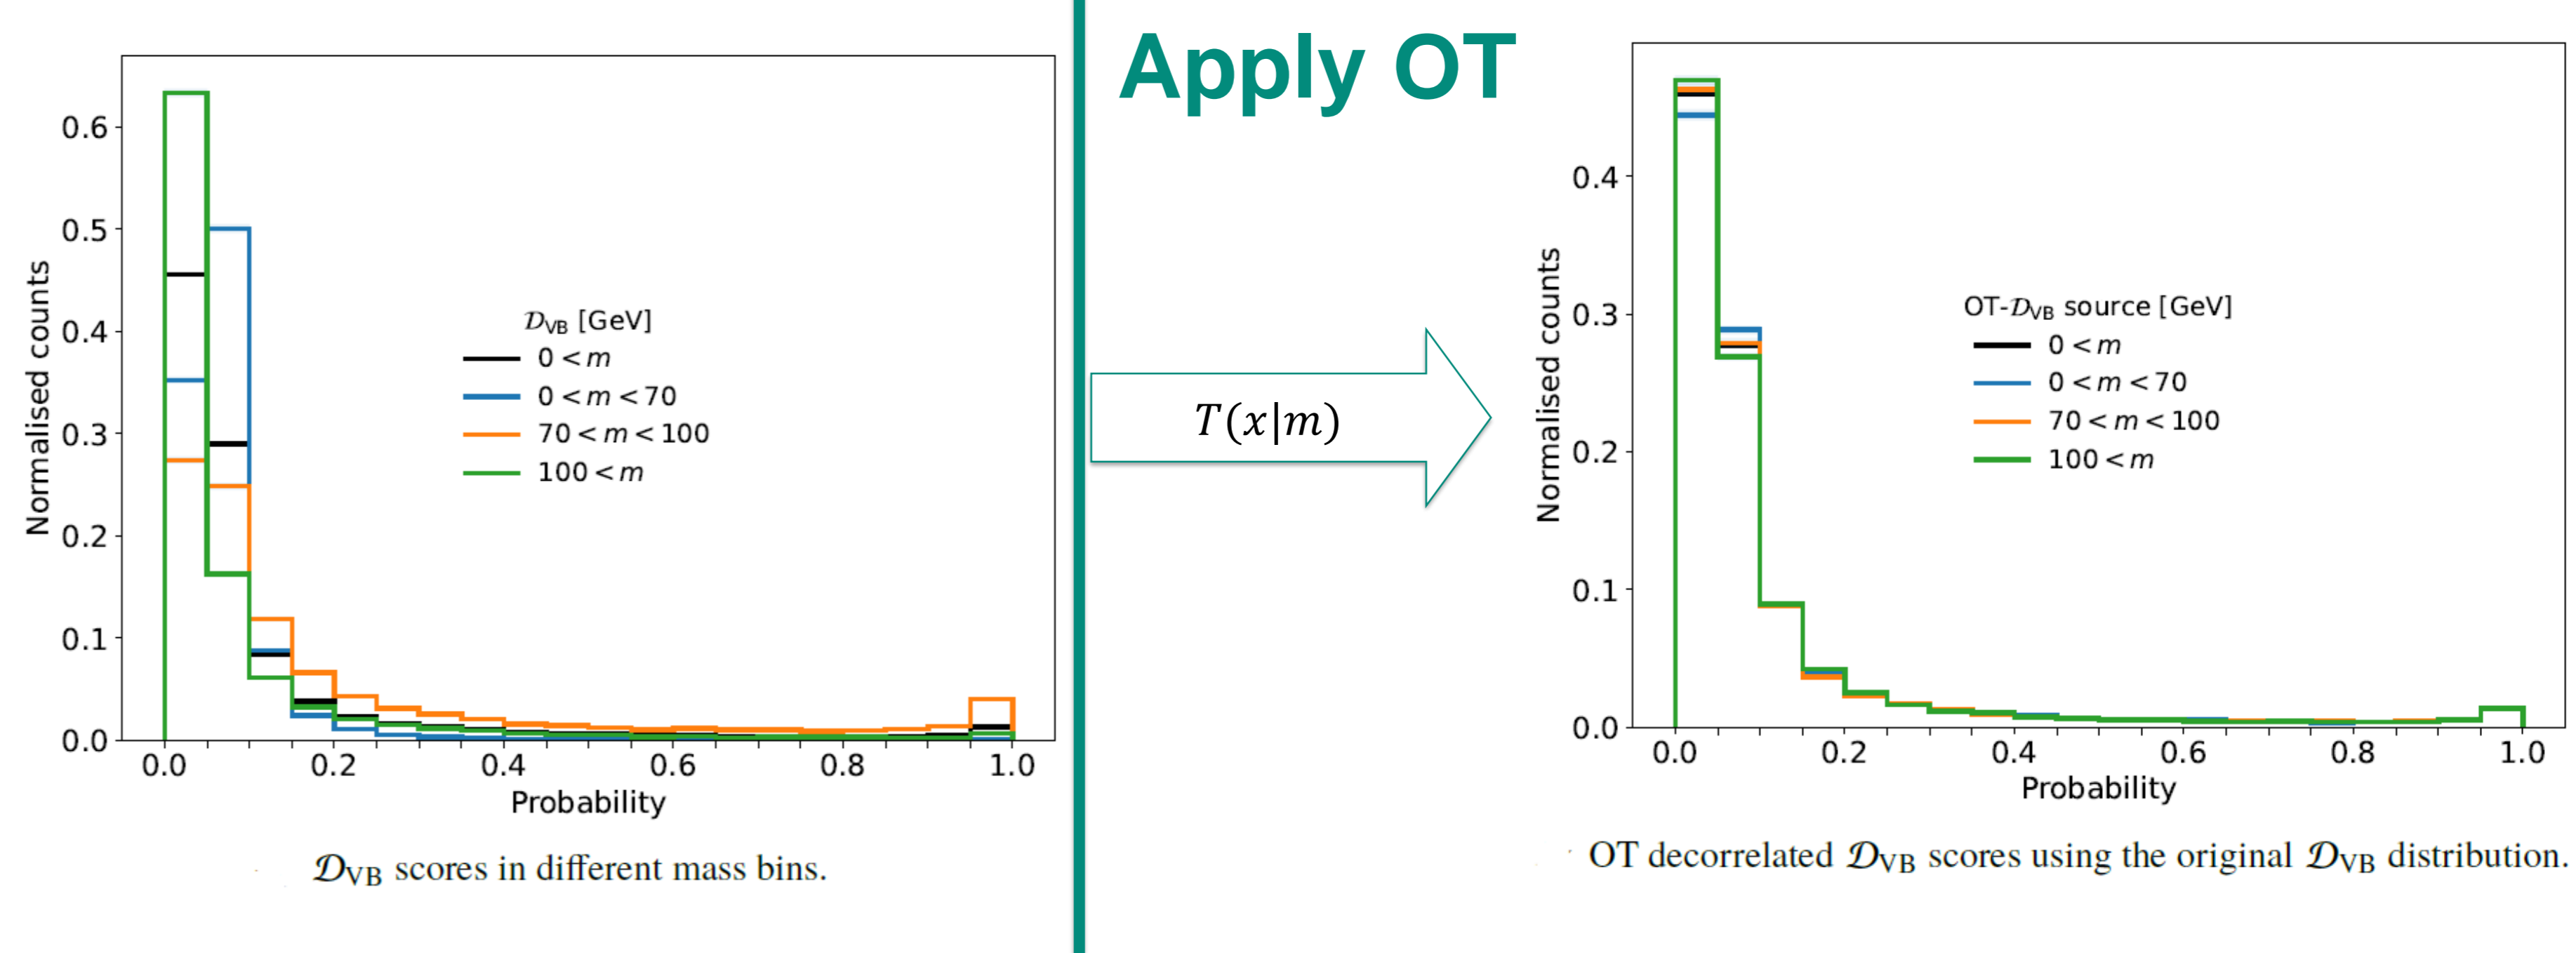 Apply OT
Normalised counts
0.6
0.5
0.4
0.3
0.2
0.1
0.0
𝒟VB [GeV]
0 < m
0 < m < 70
70 < m < 100
100 < m
0.0 0.2 0.4 0.6 0.8 1.0
Probability
𝒟VB scores in different mass bins.
T(x|m)
Normalised counts
0.4
0.3
0.2
0.1
0.0
OT-𝒟VB source [GeV]
0 < m
0 < m < 70
70 < m < 100
100 < m
0.0 0.2 0.4 0.6 0.8 1.0
Probability
OT decorrelated 𝒟VB scores using the original 𝒟VB distribution.